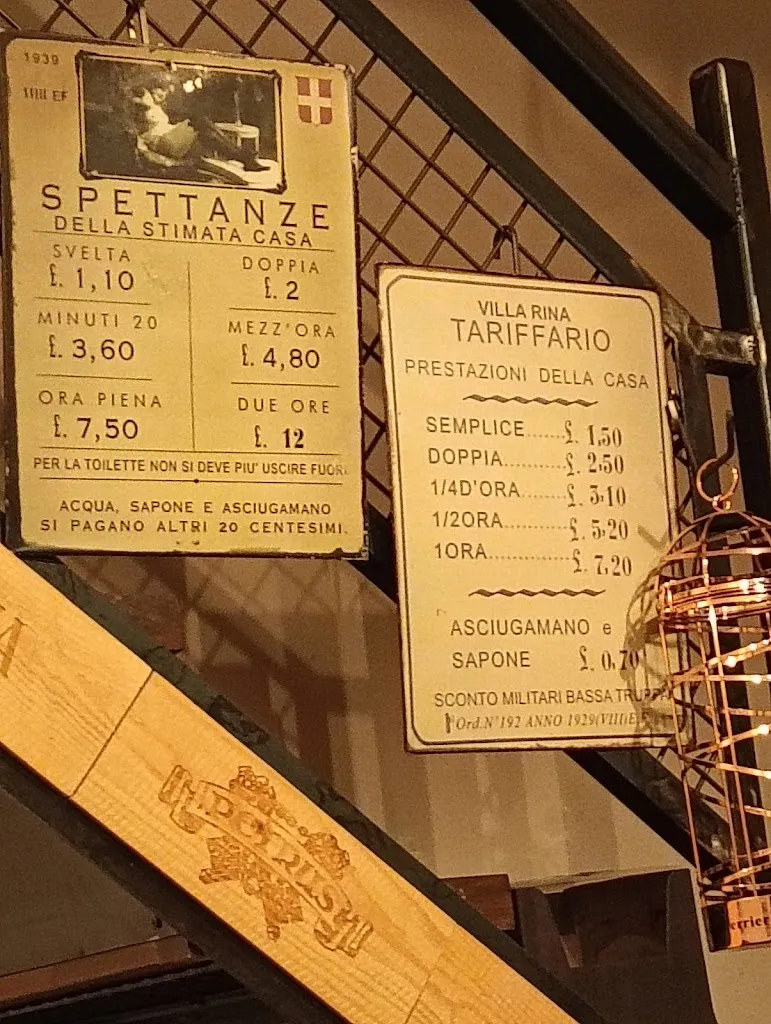 1939
SPETTANZE
DELLA STIMATA CASA
SVELTA
£. 1,10
DOPPIA
£. 2
MINUTI 20
£. 3,60
MEZZ'ORA
£. 4,80
ORA PIENA
£. 7,50
DUE ORE
£. 12
PER LA TOILETTE NON SI DEVE PIU' USCIRE FUORI
ACQUA, SAPONE E ASCIUGAMANO
SI PAGANO ALTRI 20 CENTESIMI.
VILLA RINA
TARIFFARIO
PRESTAZIONI DELLA CASA
SEMPLICE......£. 1,50
DOPPIA...........£. 2,50
1/4D'ORA........£. 3,10
1/2ORA...........£. 5,20
1ORA...............£. 7,20
ASCIUGAMANO e
SAPONE £. 0,70
SCONTO MILITARI BASSA TRUPPA
Ord.N°192 ANNO 1929(VIII)E.F.
PETRUS